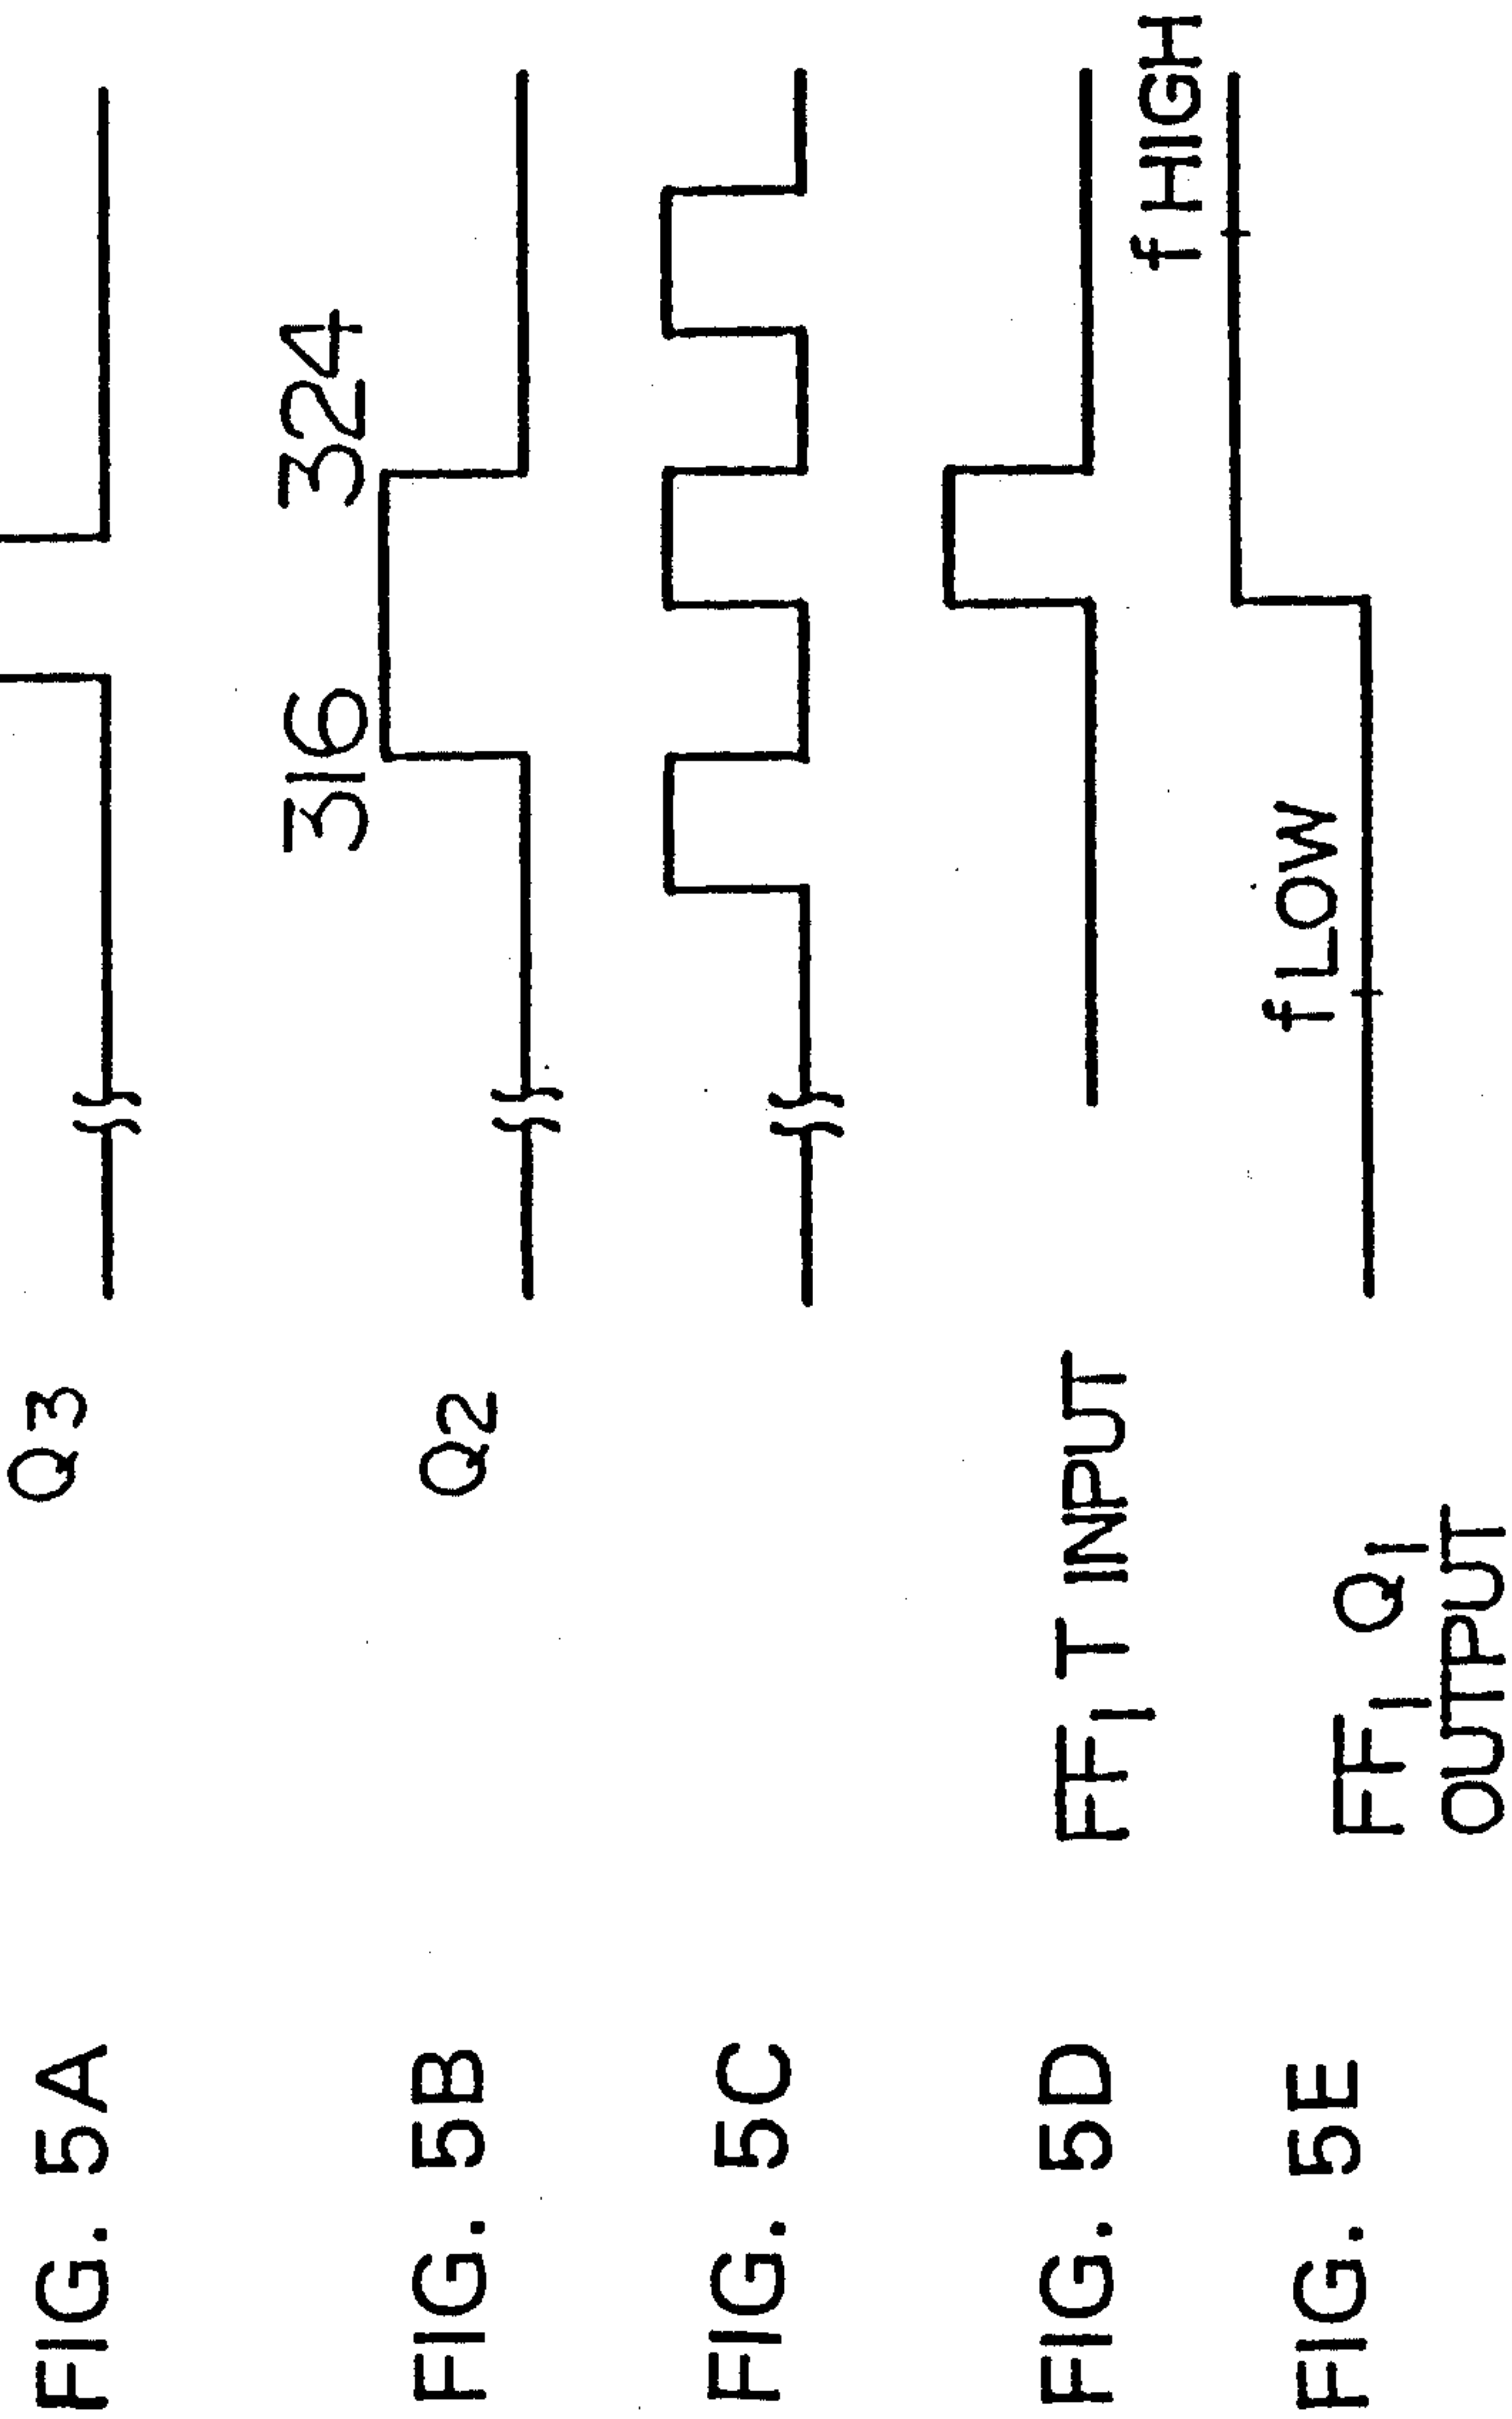 FIG. 5A Q3
316 324
FIG. 5B Q2
FIG. 5C
FIG. 5D FF1 T INPUT
f HIGH
f LOW
FIG. 5E FF1 Q1
OUTPUT